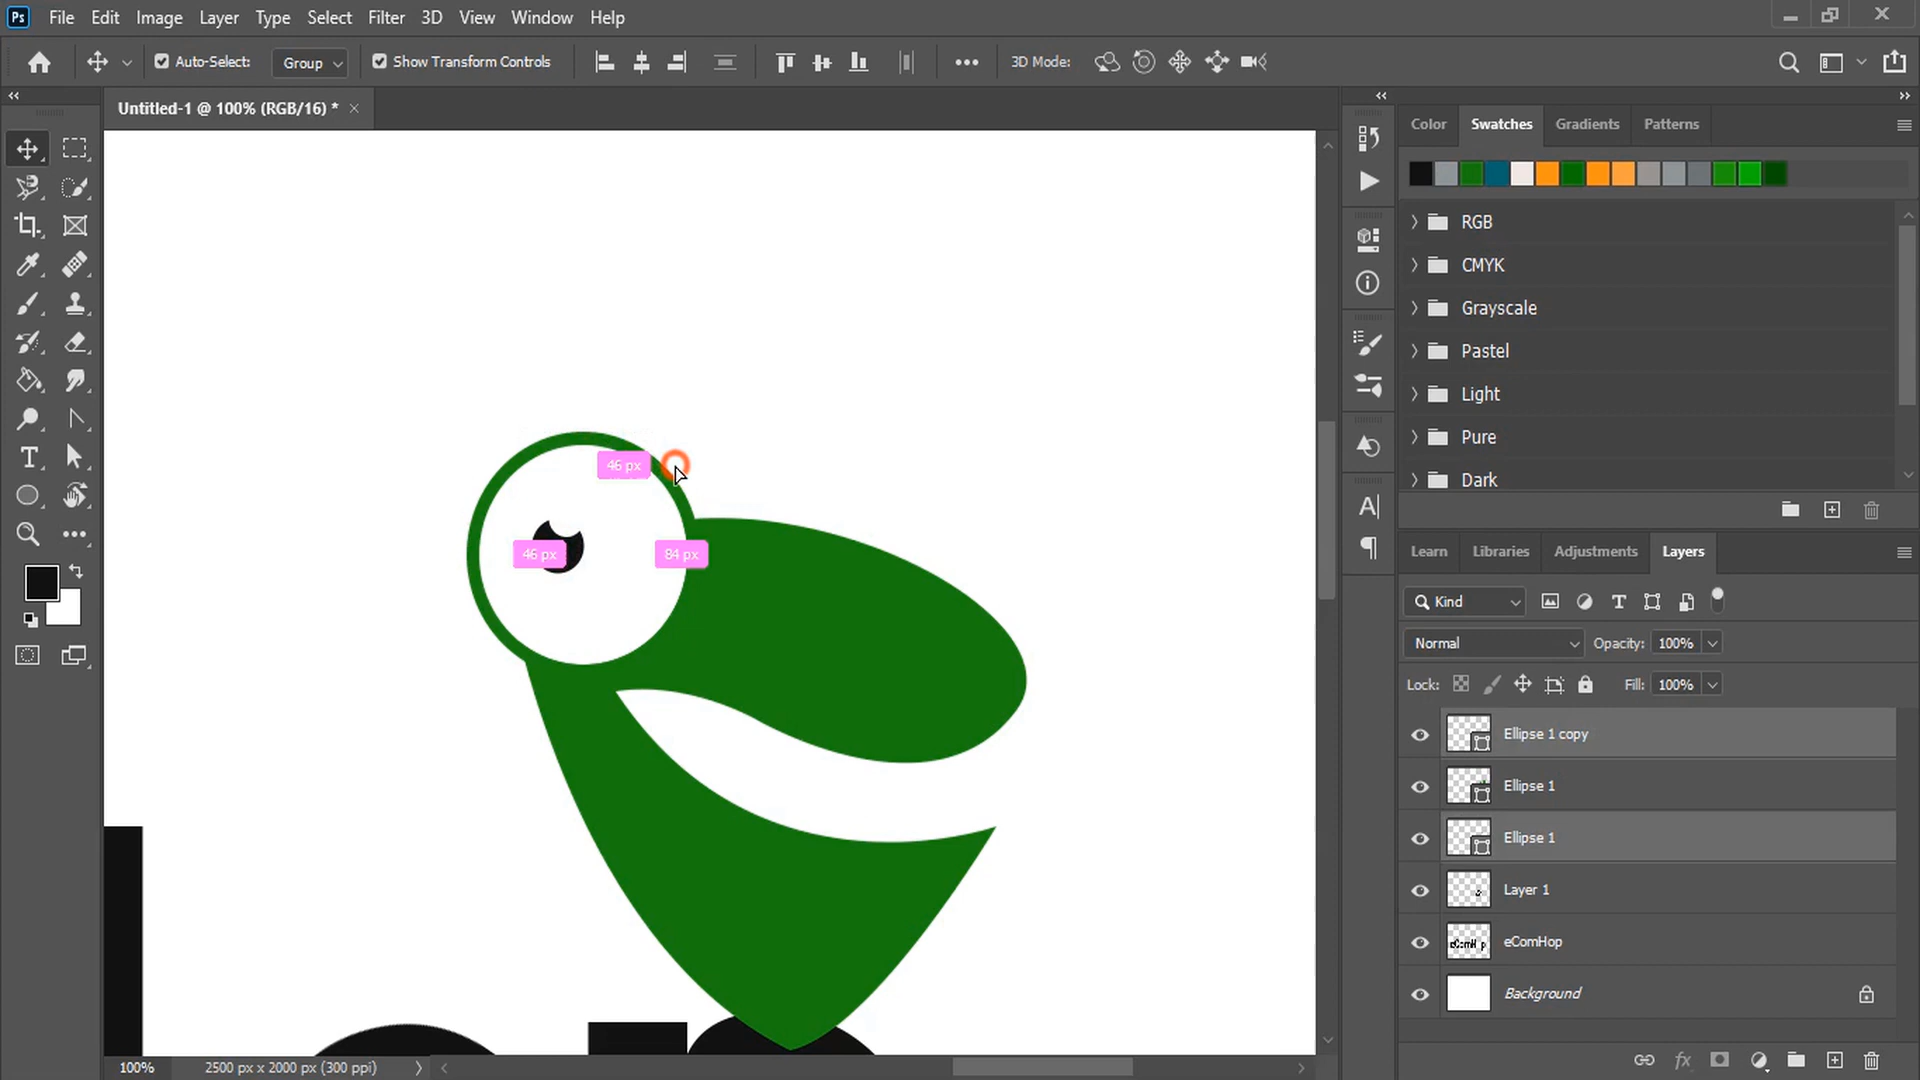 Ps File Edit Image Layer Type Select Filter 3D View Window Help
Auto-Select: Group Show Transform Controls 3D Mode:
Untitled-1 @ 100% (RGB/16) *
Color Swatches Gradients Patterns
RGB
CMYK
Grayscale
Pastel
Light
Pure
Dark
46 px
46 px
84 px
Learn Libraries Adjustments Layers
Kind
Normal Opacity: 100%
Lock: Fill: 100%
Ellipse 1 copy
Ellipse 1
Ellipse 1
Layer 1
eComHop
Background
100% 2500 px x 2000 px (300 ppi)